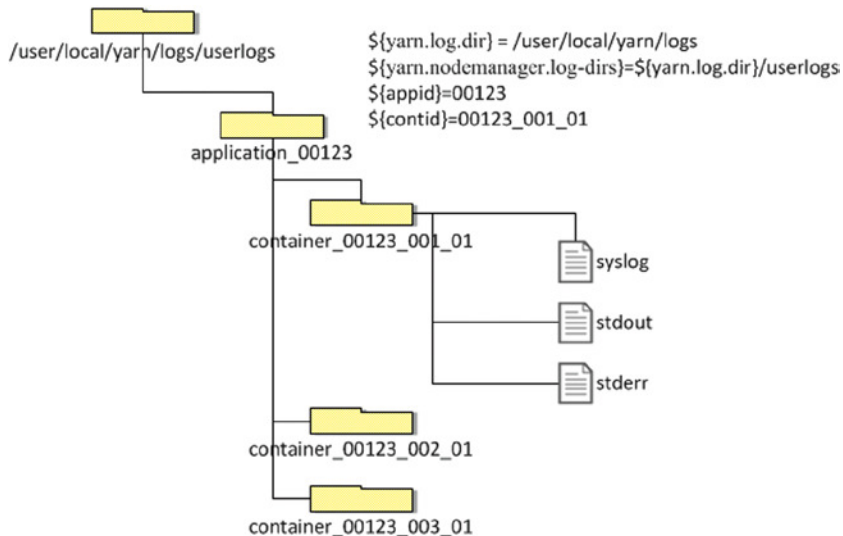 /user/local/yarn/logs/userlogs
${yarn.log.dir} = /user/local/yarn/logs
${yarn.nodemanager.log-dirs}=${yarn.log.dir}/userlogs
${appid}=00123
${contid}=00123_001_01
application_00123
container_00123_001_01
syslog
stdout
stderr
container_00123_002_01
container_00123_003_01